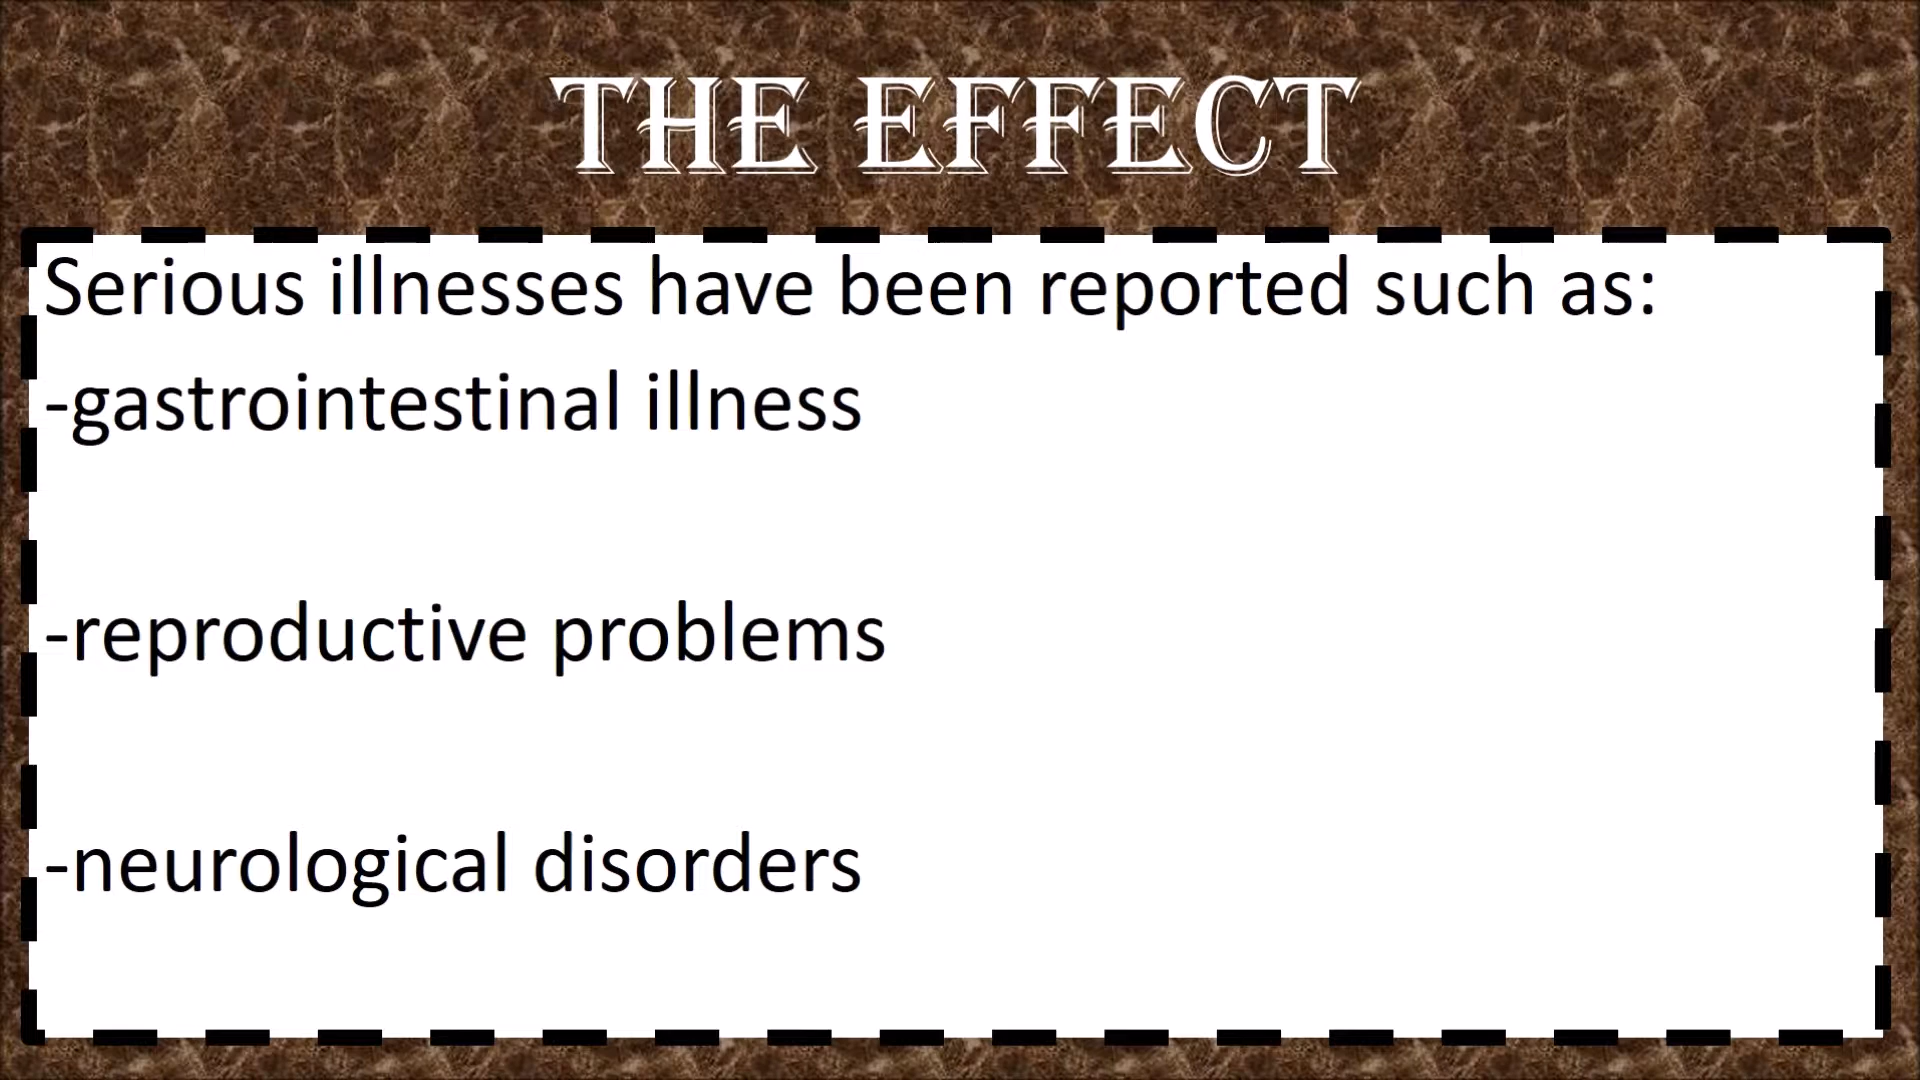 THE EFFECT
Serious illnesses have been reported such as:
-gastrointestinal illness
-reproductive problems
-neurological disorders